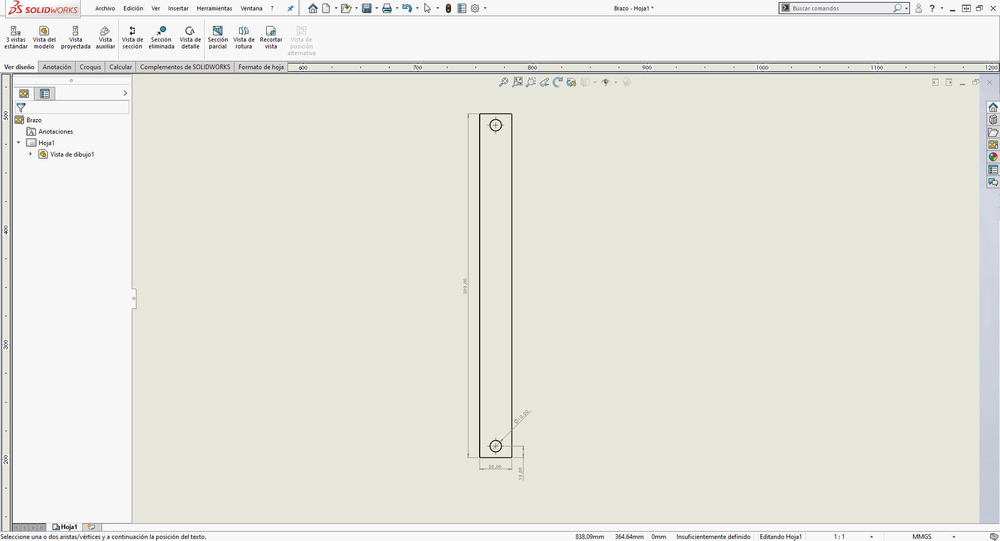 SOLIDWORKS
Archivo Edición Ver Insertar Herramientas Ventana ?
Brazo - Hoja1 *
Buscar comandos
?
3 vistas estándar
Vista del modelo
Vista proyectada
Vista auxiliar
Vista de sección
Sección eliminada
Vista de detalle
Sección parcial
Vista de rotura
Recortar vista
Vista de posición alternativa
Ver diseño Anotación Croquis Calcular Complementos de SOLIDWORKS Formato de hoja
600 700 800 900 1000 1100 1200
500
400
300
200
Brazo
Anotaciones
Hoja1
Vista de dibujo1
300,00
Ø10,00
28,00
10,00
Hoja1
Seleccione una o dos aristas/vértices y a continuación la posición del texto.
838.09mm 364.64mm 0mm Insuficientemente definido Editando Hoja1 1 : 1 MMGS